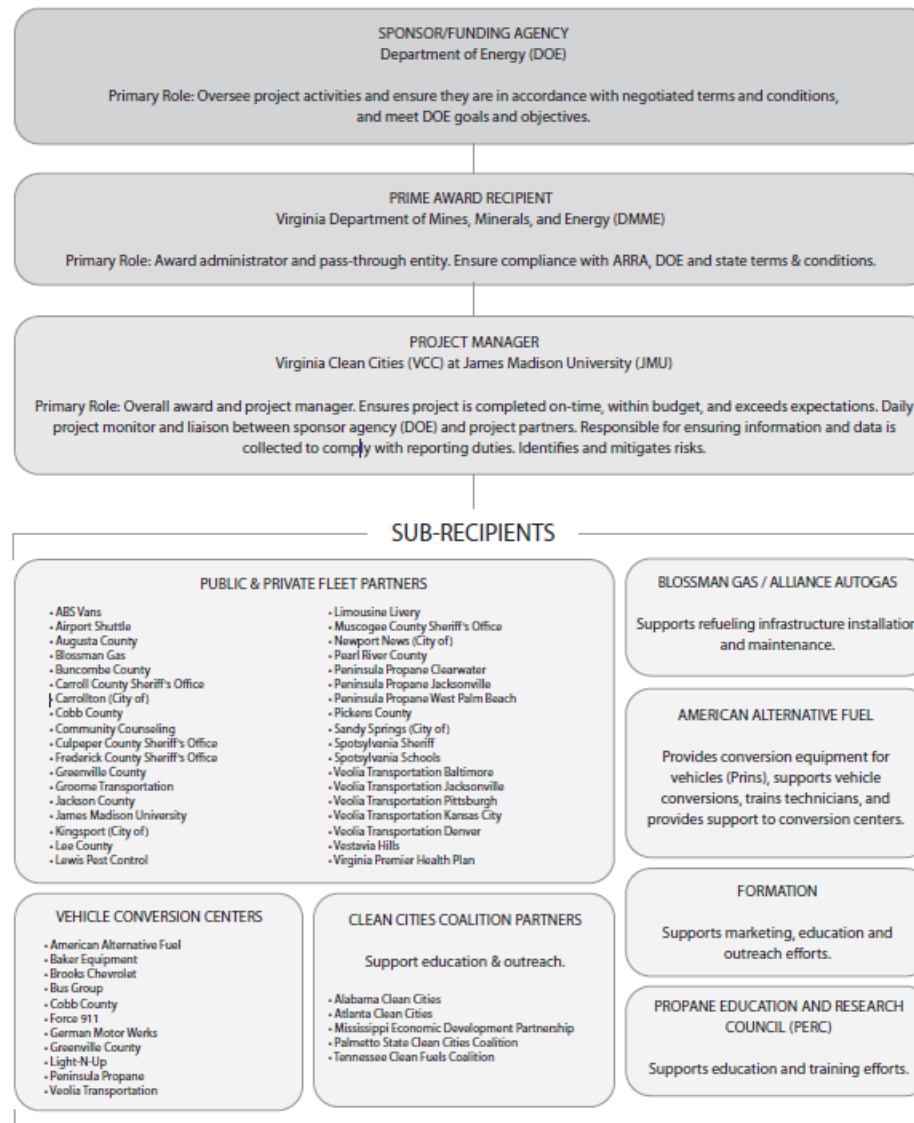 SPONSOR/FUNDING AGENCY
Department of Energy (DOE)
Primary Role: Oversee project activities and ensure they are in accordance with negotiated terms and conditions,
and meet DOE goals and objectives.
PRIME AWARD RECIPIENT
Virginia Department of Mines, Minerals, and Energy (DMME)
Primary Role: Award administrator and pass-through entity. Ensure compliance with ARRA, DOE and state terms & conditions.
PROJECT MANAGER
Virginia Clean Cities (VCC) at James Madison University (JMU)
Primary Role: Overall award and project manager. Ensures project is completed on-time, within budget, and exceeds expectations. Daily
project monitor and liaison between sponsor agency (DOE) and project partners. Responsible for ensuring information and data is
collected to comply with reporting duties. Identifies and mitigates risks.
SUB-RECIPIENTS
PUBLIC & PRIVATE FLEET PARTNERS
• ABS Vans
• Airport Shuttle
• Augusta County
• Blossman Gas
• Buncombe County
• Carroll County Sheriff's Office
• Carrollton (City of)
• Cobb County
• Community Counseling
• Culpeper County Sheriff's Office
• Frederick County Sheriff's Office
• Greenville County
• Groome Transportation
• Jackson County
• James Madison University
• Kingsport (City of)
• Lee County
• Lewis Pest Control
• Limousine Livery
• Muscogee County Sheriff's Office
• Newport News (City of)
• Pearl River County
• Peninsula Propane Clearwater
• Peninsula Propane Jacksonville
• Peninsula Propane West Palm Beach
• Pickens County
• Sandy Springs (City of)
• Spotsylvania Sheriff
• Spotsylvania Schools
• Veolia Transportation Baltimore
• Veolia Transportation Jacksonville
• Veolia Transportation Pittsburgh
• Veolia Transportation Kansas City
• Veolia Transportation Denver
• Vestavia Hills
• Virginia Premier Health Plan
BLOSSMAN GAS / ALLIANCE AUTOGAS
Supports refueling infrastructure installation
and maintenance.
AMERICAN ALTERNATIVE FUEL
Provides conversion equipment for
vehicles (Prins), supports vehicle
conversions, trains technicians, and
provides support to conversion centers.
FORMATION
Supports marketing, education and
outreach efforts.
PROPANE EDUCATION AND RESEARCH
COUNCIL (PERC)
Supports education and training efforts.
VEHICLE CONVERSION CENTERS
• American Alternative Fuel
• Baker Equipment
• Brooks Chevrolet
• Bus Group
• Cobb County
• Force 911
• German Motor Werks
• Greenville County
• Light-N-Up
• Peninsula Propane
• Veolia Transportation
CLEAN CITIES COALITION PARTNERS
Support education & outreach.
• Alabama Clean Cities
• Atlanta Clean Cities
• Mississippi Economic Development Partnership
• Palmetto State Clean Cities Coalition
• Tennessee Clean Fuels Coalition